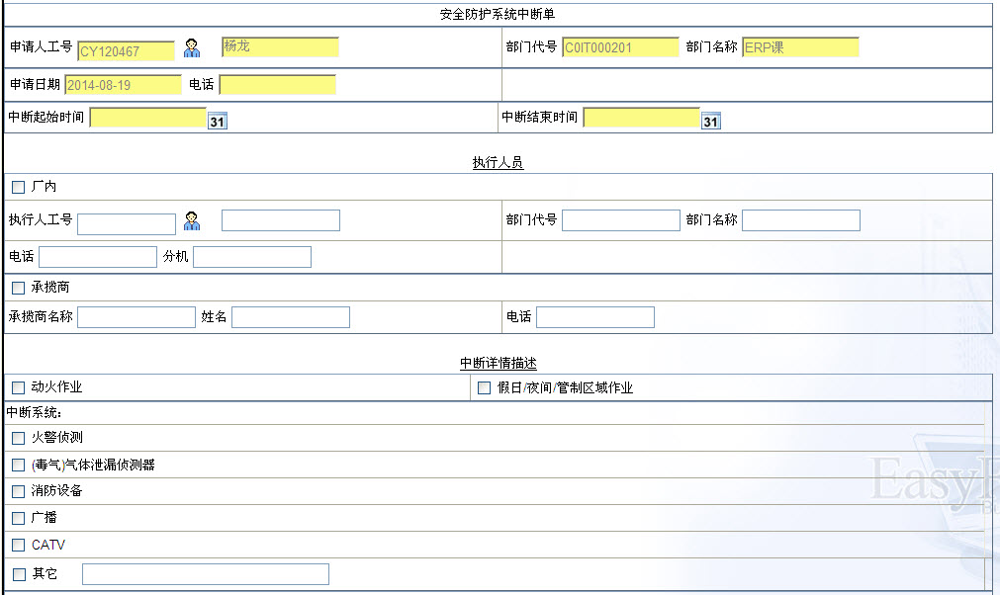 安全防护系统中断单
申请人工号 CY120467 杨龙 部门代号 C0IT000201 部门名称 ERP课
申请日期 2014-08-19 电话
中断起始时间 31 中断结束时间 31
执行人员
厂内
执行人工号 部门代号 部门名称
电话 分机
承揽商
承揽商名称 姓名 电话
中断详情描述
动火作业 假日/夜间/管制区域作业
中断系统:
火警侦测
(毒气)气体泄漏侦测器
消防设备
广播
CATV
其它